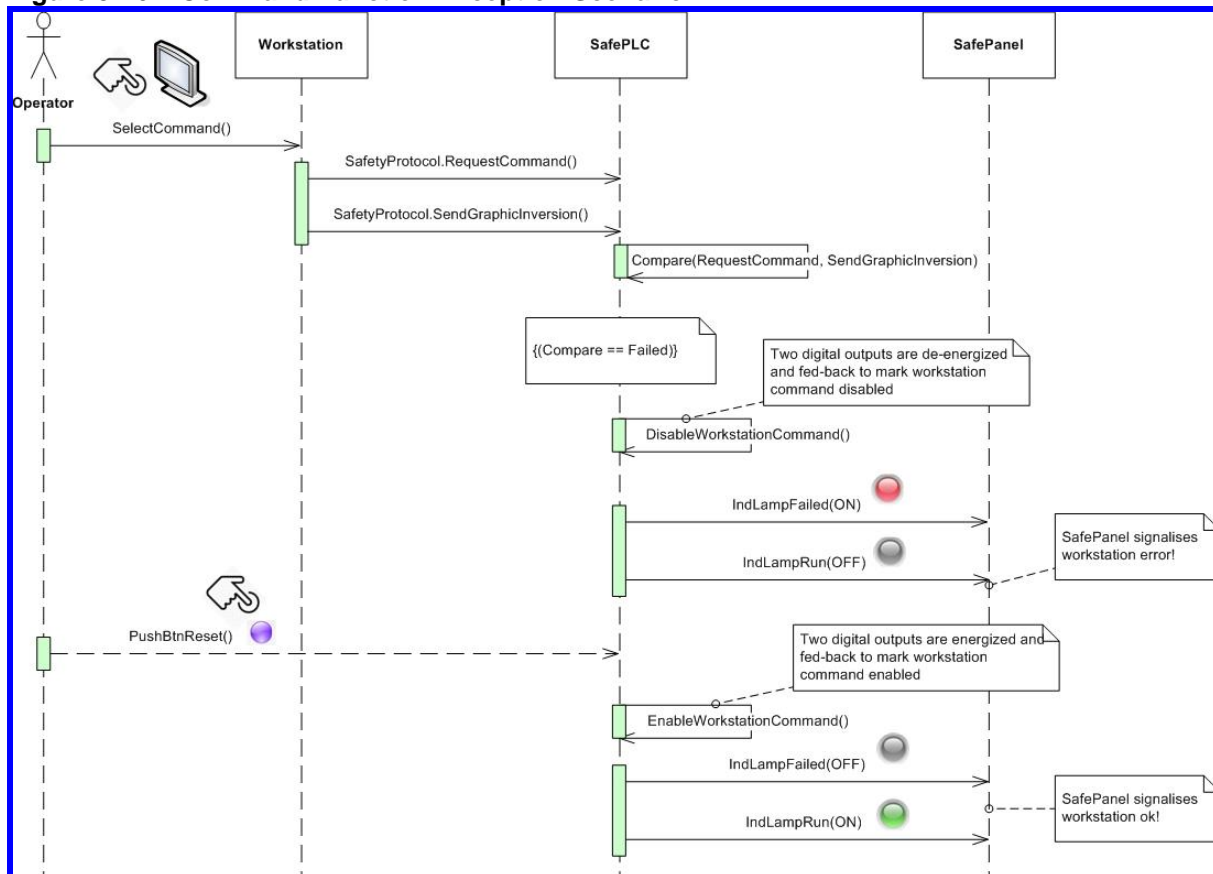 Workstation
SafePLC
SafePanel
Operator
SelectCommand()
SafetyProtocol.RequestCommand()
SafetyProtocol.SendGraphicInversion()
Compare(RequestCommand, SendGraphicInversion)
{(Compare == Failed)}
Two digital outputs are de-energized
and fed-back to mark workstation
command disabled
DisableWorkstationCommand()
IndLampFailed(ON)
SafePanel signalises
workstation error!
IndLampRun(OFF)
PushBtnReset()
Two digital outputs are energized and
fed-back to mark workstation
command enabled
EnableWorkstationCommand()
IndLampFailed(OFF)
SafePanel signalises
workstation ok!
IndLampRun(ON)